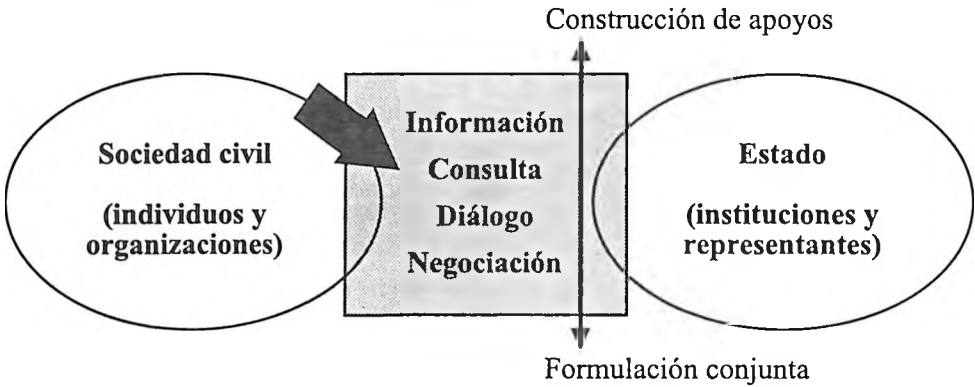 Construcción de apoyos
Sociedad civil
(individuos y
organizaciones)
Información
Consulta
Diálogo
Negociación
Estado
(instituciones y
representantes)
Formulación conjunta